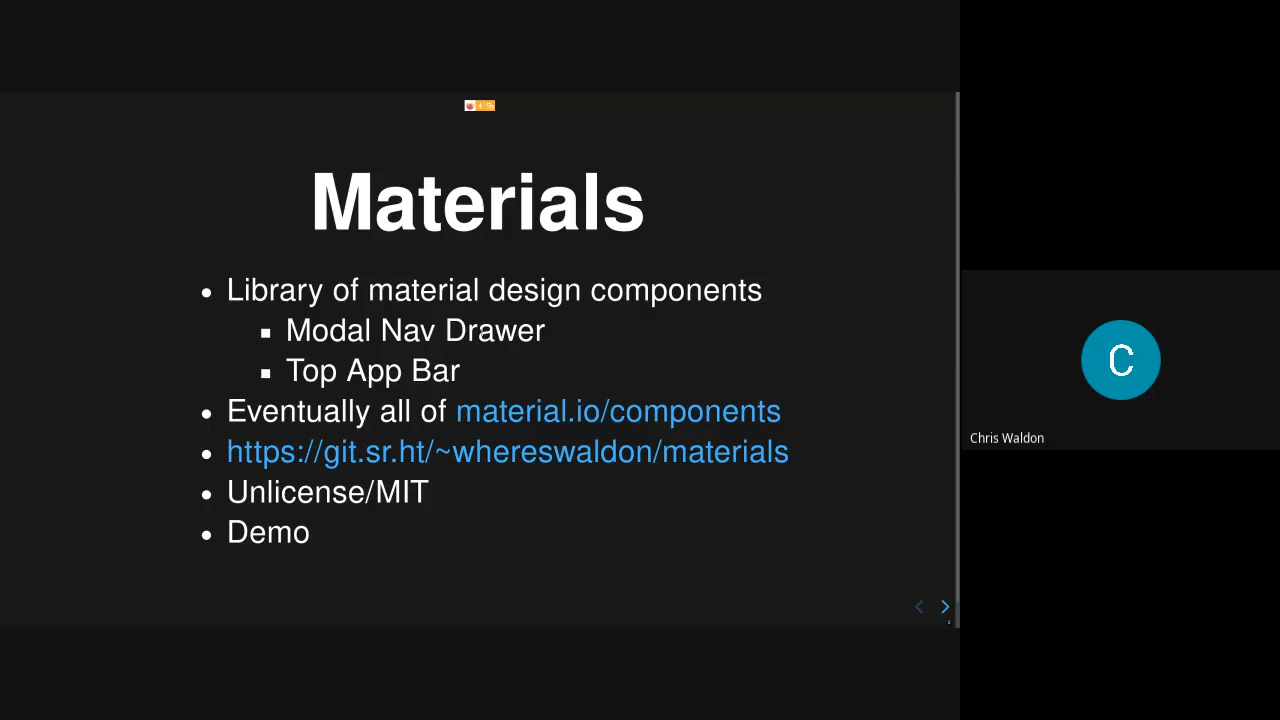 Materials
Library of material design components
Modal Nav Drawer
Top App Bar
Eventually all of material.io/components
https://git.sr.ht/~whereswaldon/materials
Unlicense/MIT
Demo
C
Chris Waldon
2